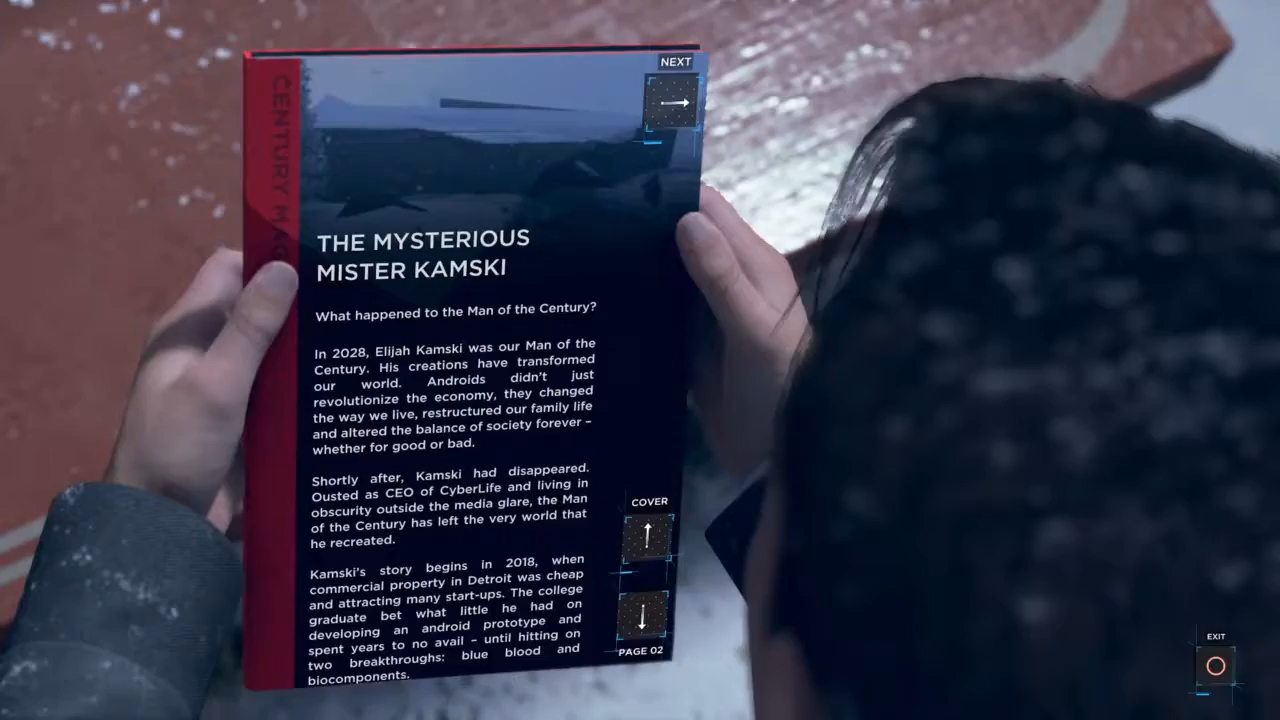 NEXT
CENTURY MAG
THE MYSTERIOUS
MISTER KAMSKI
What happened to the Man of the Century?
In 2028, Elijah Kamski was our Man of the
Century. His creations have transformed
our world. Androids didn't just
revolutionize the economy, they changed
the way we live, restructured our family life
and altered the balance of society forever –
whether for good or bad.
Shortly after, Kamski had disappeared.
Ousted as CEO of CyberLife and living in
obscurity outside the media glare, the Man
of the Century has left the very world that
he recreated.
Kamski's story begins in 2018, when
commercial property in Detroit was cheap
and attracting many start-ups. The college
graduate bet what little he had on
developing an android prototype and
spent years to no avail – until hitting on
two breakthroughs: blue blood and
biocomponents.
COVER
PAGE 02
EXIT